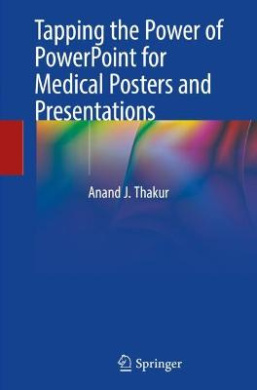 Tapping the Power of
PowerPoint for
Medical Posters and
Presentations
Anand J. Thakur
Springer